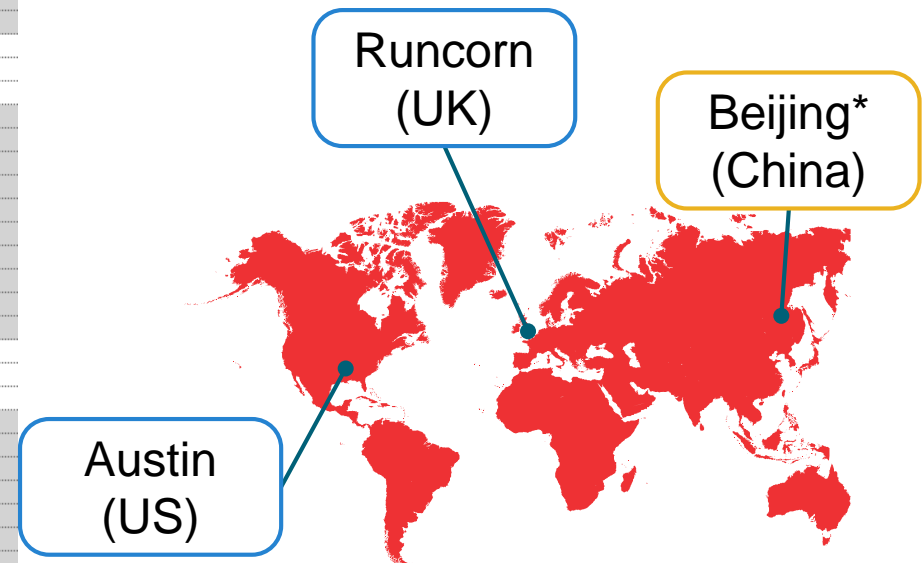 Runcorn
(UK)
Beijing*
(China)
Austin
(US)